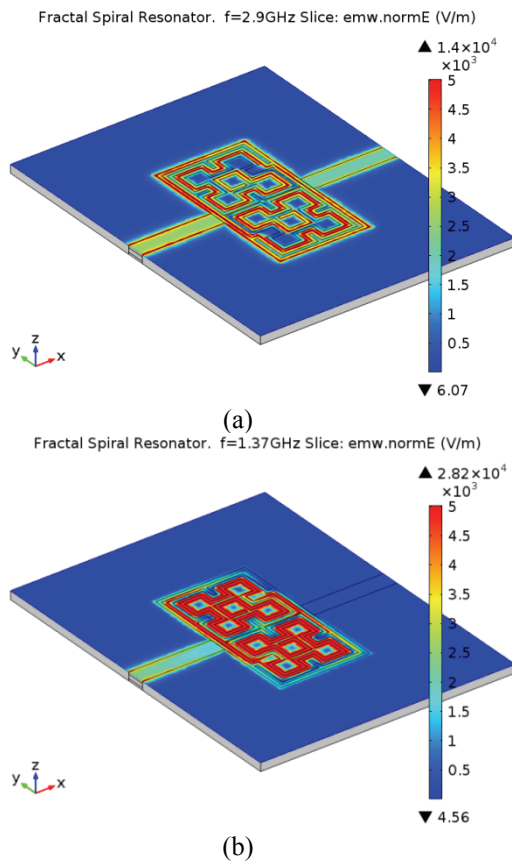 Fractal Spiral Resonator. f=2.9GHz Slice: emw.normE (V/m)
▲ 1.4×10⁴
×10³
5
4.5
4
3.5
3
2.5
2
1.5
1
0.5
▼ 6.07
z
y
x
(a)
Fractal Spiral Resonator. f=1.37GHz Slice: emw.normE (V/m)
▲ 2.82×10⁴
×10³
5
4.5
4
3.5
3
2.5
2
1.5
1
0.5
▼ 4.56
z
y
x
(b)